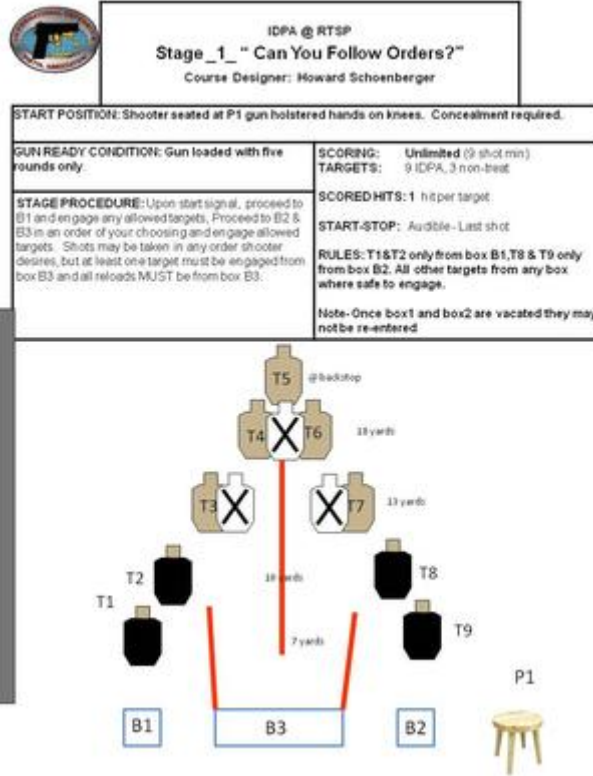 IDPA @ RTSP
Stage _1_ " Can You Follow Orders?"
Course Designer: Howard Schoenberger
START POSITION: Shooter seated at P1 gun holstered hands on knees. Concealment required.
GUN READY CONDITION: Gun loaded with five
rounds only.
STAGE PROCEDURE: Upon start signal, proceed to
B1 and engage any allowed targets, Proceed to B2 &
B3 in an order of your choosing and engage allowed
targets. Shots may be taken in any order shooter
desires, but at least one target must be engaged from
box B3 and all reloads MUST be from box B3.
SCORING: Unlimited (9 shot min)
TARGETS: 9 IDPA, 3 non-treat
SCORED HITS: 1 hit per target
START-STOP: Audible - Last shot
RULES: T1&T2 only from box B1, T8 & T9 only
from box B2. All other targets from any box
where safe to engage.
Note- Once box1 and box2 are vacated they may
not be re-entered
T5 @ backstop
T4 X T6
T3 X X T7
yards
T2 T8
T1 T9
7 yards
P1
B1 B3 B2